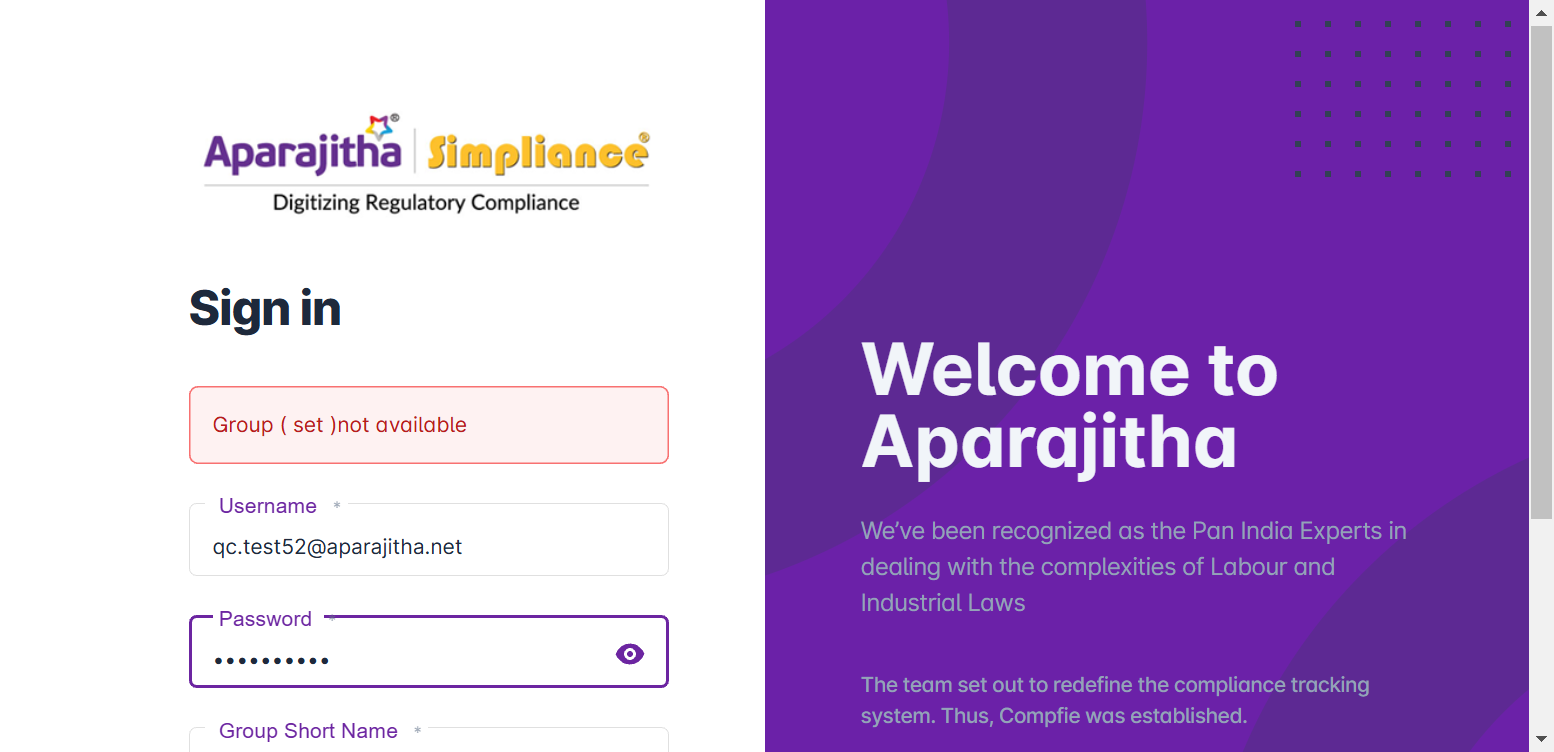 Aparajitha® | Simpliance®
Digitizing Regulatory Compliance
Sign in
Group ( set )not available
Username *
qc.test52@aparajitha.net
Password *
••••••••••
Group Short Name *
Welcome to
Aparajitha
We’ve been recognized as the Pan India Experts in
dealing with the complexities of Labour and
Industrial Laws
The team set out to redefine the compliance tracking
system. Thus, Compfie was established.